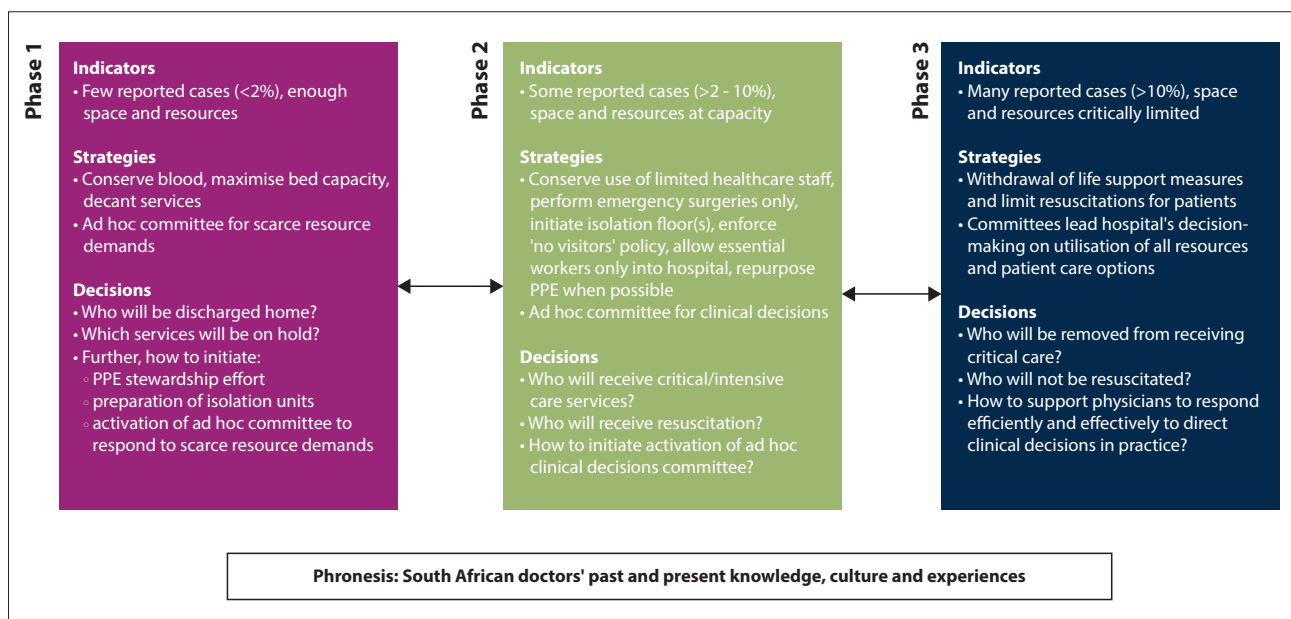 Phase 1
Indicators
• Few reported cases (<2%), enough
space and resources
Strategies
• Conserve blood, maximise bed capacity,
decant services
• Ad hoc committee for scarce resource
demands
Decisions
• Who will be discharged home?
• Which services will be on hold?
• Further, how to initiate:
◦ PPE stewardship effort
◦ preparation of isolation units
◦ activation of ad hoc committee to
respond to scarce resource demands
Phase 2
Indicators
• Some reported cases (>2 - 10%),
space and resources at capacity
Strategies
• Conserve use of limited healthcare staff,
perform emergency surgeries only,
initiate isolation floor(s), enforce
'no visitors' policy, allow essential
workers only into hospital, repurpose
PPE when possible
• Ad hoc committee for clinical decisions
Decisions
• Who will receive critical/intensive
care services?
• Who will receive resuscitation?
• How to initiate activation of ad hoc
clinical decisions committee?
Phase 3
Indicators
• Many reported cases (>10%), space
and resources critically limited
Strategies
• Withdrawal of life support measures
and limit resuscitations for patients
• Committees lead hospital's decision-
making on utilisation of all resources
and patient care options
Decisions
• Who will be removed from receiving
critical care?
• Who will not be resuscitated?
• How to support physicians to respond
efficiently and effectively to direct
clinical decisions in practice?
Phronesis: South African doctors' past and present knowledge, culture and experiences